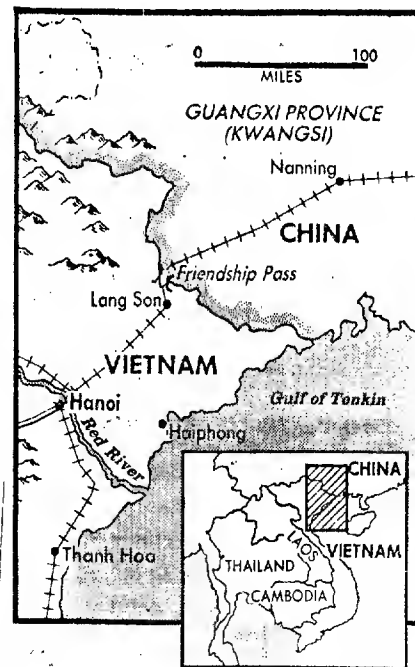 0 100
MILES
GUANGXI PROVINCE
(KWANGSI)
Nanning
CHINA
Friendship Pass
Lang Son
VIETNAM
Gulf of Tonkin
Hanoi
Red River
Haiphong
Thanh Hoa
CHINA
LAOS
VIETNAM
THAILAND
CAMBODIA